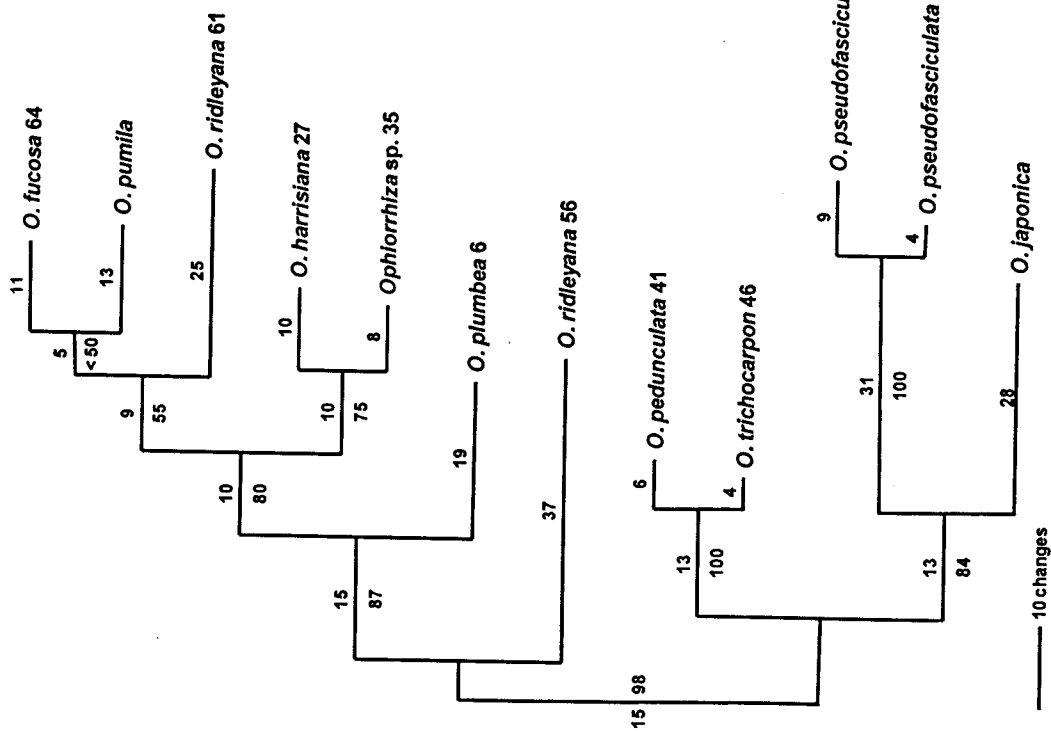 11
O. fucosa 64
5
<50
13
O. pumila
9
55
25
O. ridleyana 61
10
80
10
O. harrisiana 27
10
75
8
Ophiorrhiza sp. 35
15
87
19
O. plumbea 6
37
O. ridleyana 56
15
98
6
O. pedunculata 41
13
100
4
O. trichocarpon 46
9
O. pseudofascicu
31
100
4
O. pseudofasciculata
13
84
28
O. japonica
10 changes